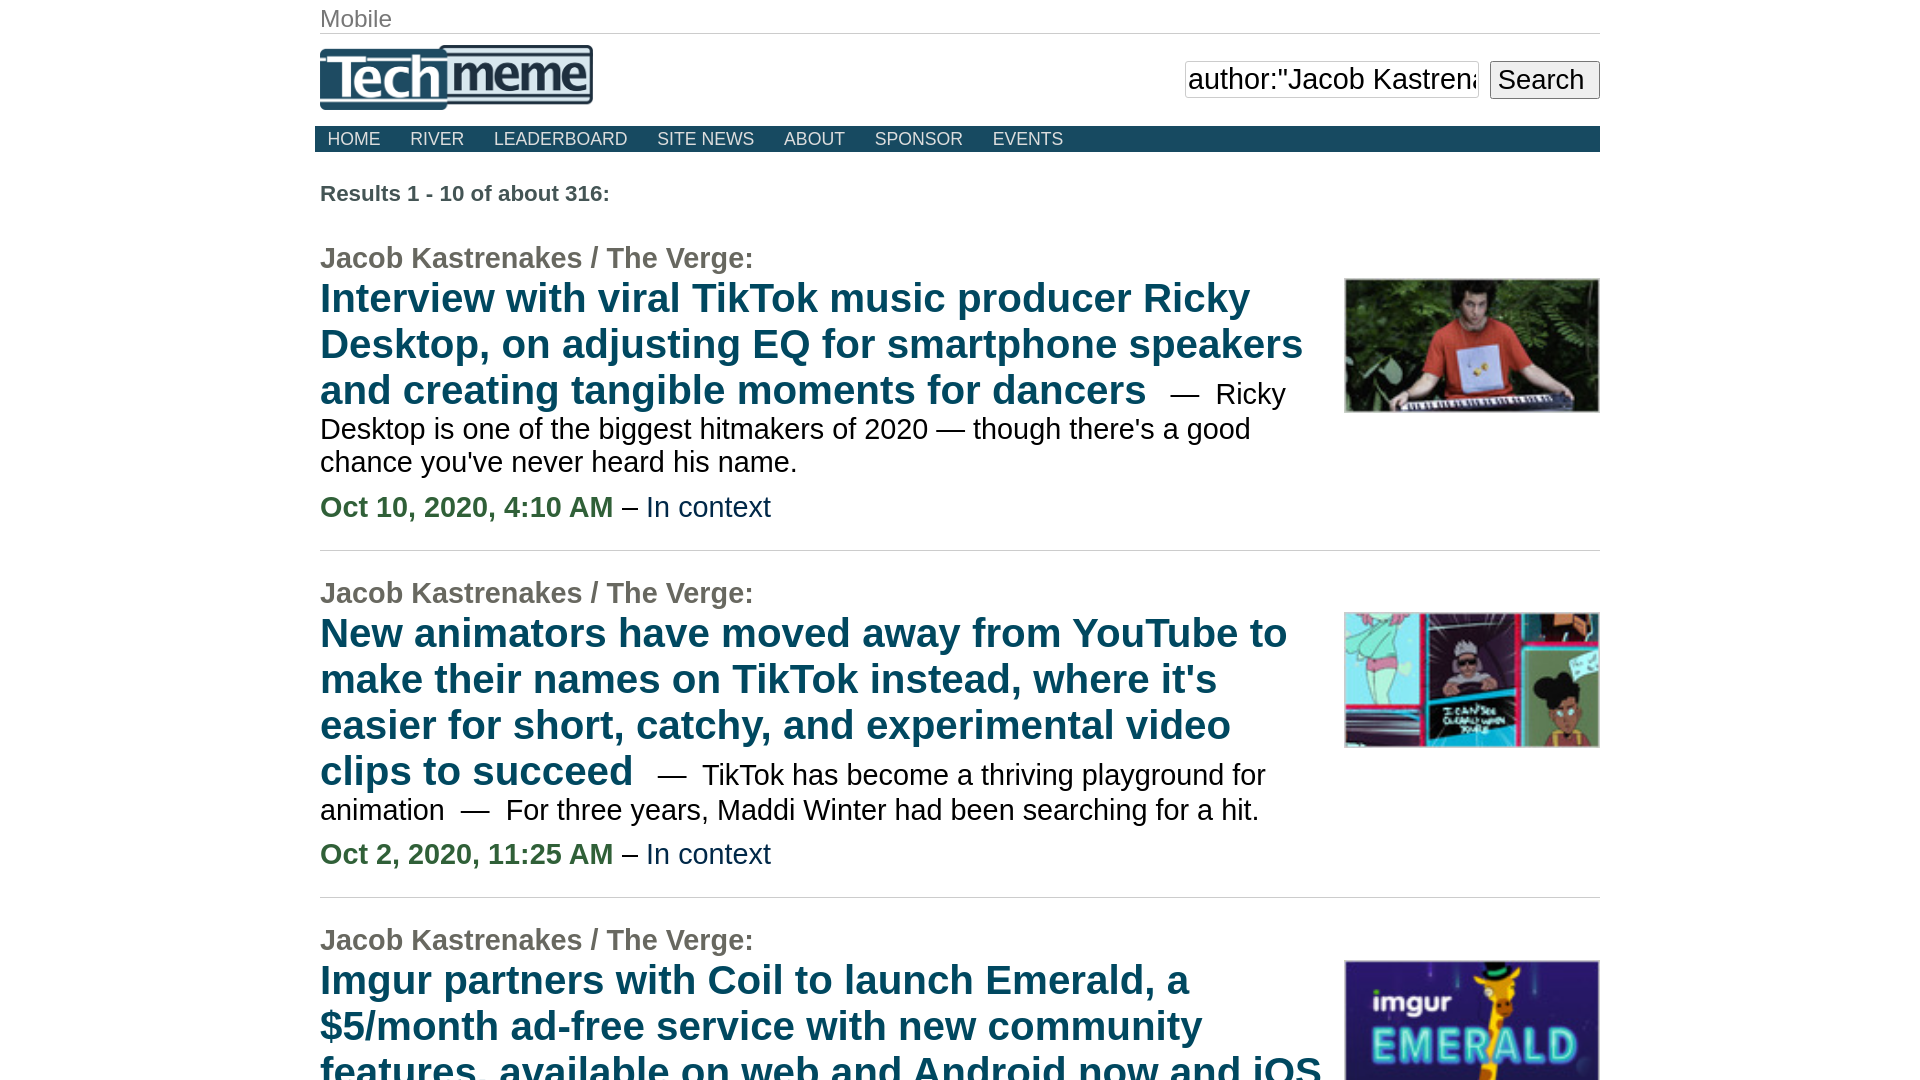 Mobile
Techmeme
author:"Jacob Kastrena
Search
HOME RIVER LEADERBOARD SITE NEWS ABOUT SPONSOR EVENTS
Results 1 - 10 of about 316:
Jacob Kastrenakes / The Verge:
Interview with viral TikTok music producer Ricky
Desktop, on adjusting EQ for smartphone speakers
and creating tangible moments for dancers — Ricky
Desktop is one of the biggest hitmakers of 2020 — though there's a good
chance you've never heard his name.
Oct 10, 2020, 4:10 AM – In context
Jacob Kastrenakes / The Verge:
New animators have moved away from YouTube to
make their names on TikTok instead, where it's
easier for short, catchy, and experimental video
clips to succeed — TikTok has become a thriving playground for
animation — For three years, Maddi Winter had been searching for a hit.
Oct 2, 2020, 11:25 AM – In context
I CAN SEE
CLEARLY WHEN
Jacob Kastrenakes / The Verge:
Imgur partners with Coil to launch Emerald, a
$5/month ad-free service with new community
features, available on web and Android now and iOS
imgur
EMERALD